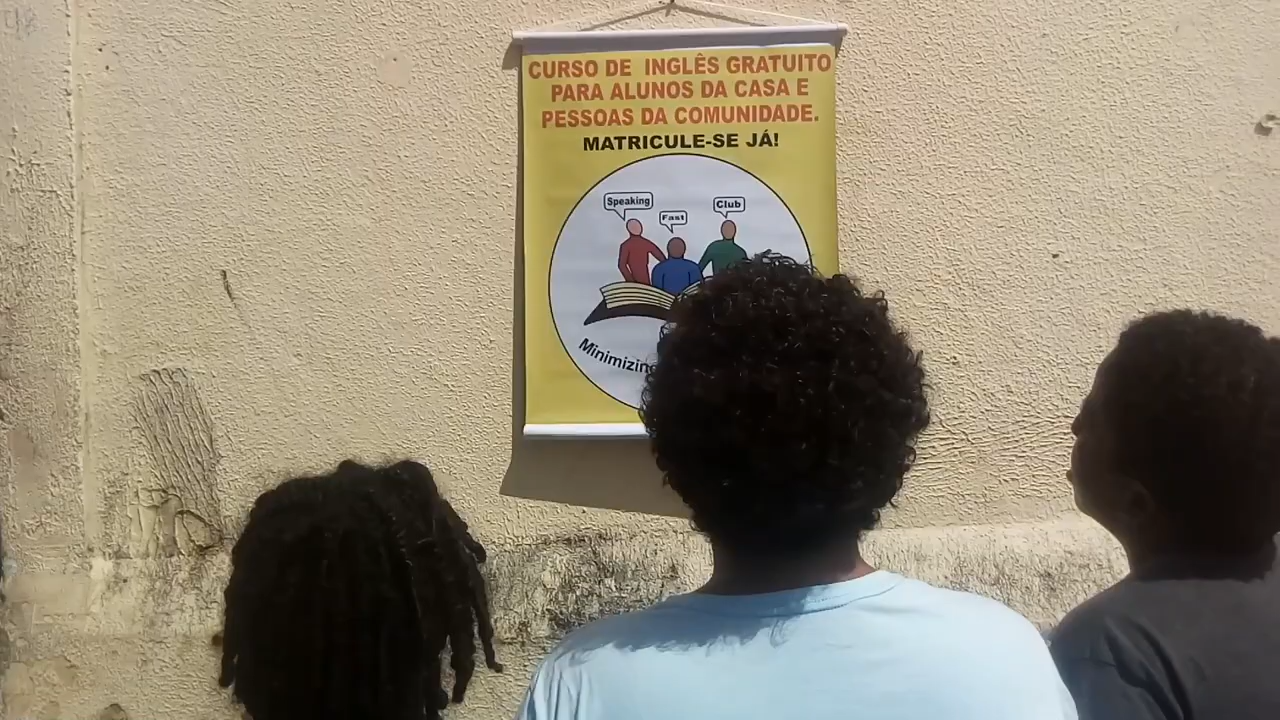 CURSO DE INGLÊS GRATUITO
PARA ALUNOS DA CASA E
PESSOAS DA COMUNIDADE.
MATRICULE-SE JÁ!
Speaking
Fast
Club